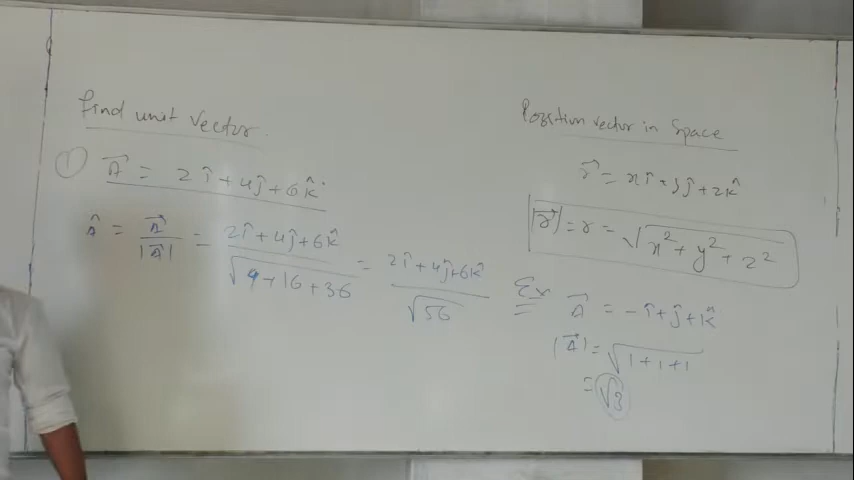 Find unit vector.
① A⃗ = 2î + 4ĵ + 6k̂
Â = A⃗/|A⃗| = (2î + 4ĵ + 6k̂)/√(4 + 16 + 36) = (2î + 4ĵ + 6k̂)/√56
Position vector in space
r⃗ = xî + yĵ + zk̂
|r⃗| = r = √(x² + y² + z²)
Ex A⃗ = -î + ĵ + k̂
|A⃗| = √(1 + 1 + 1)
= √3